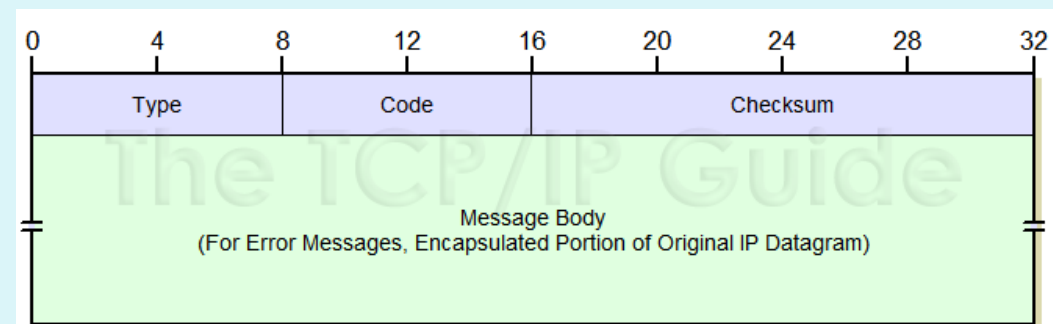 0 4 8 12 16 20 24 28 32
Type Code Checksum
The TCP/IP Guide
Message Body
(For Error Messages, Encapsulated Portion of Original IP Datagram)